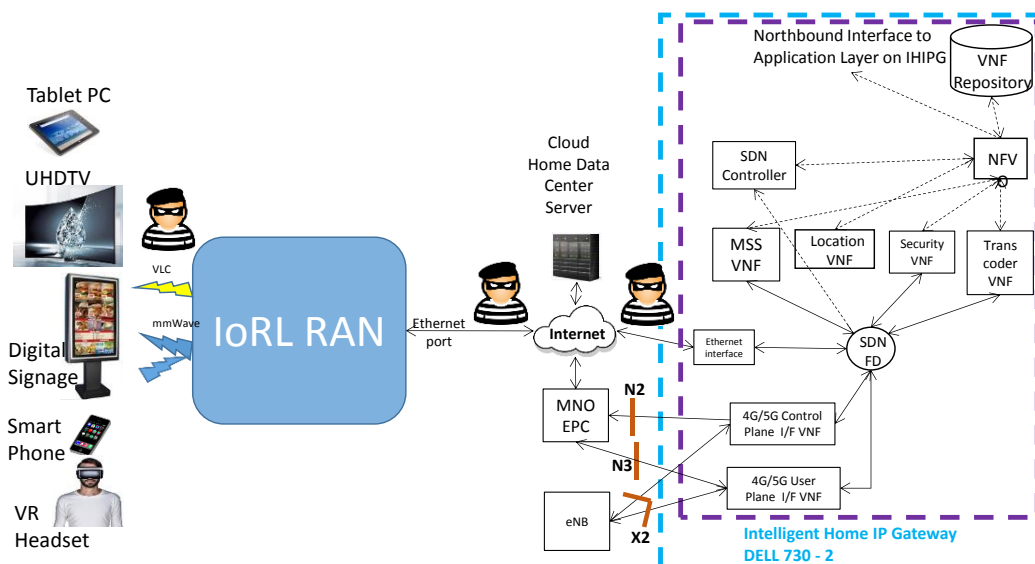 Tablet PC
UHDTV
VLC
mmWave
Digital
Signage
Smart
Phone
VR
Headset
IoRL RAN
Ethernet
port
Cloud
Home Data
Center
Server
Internet
MNO
EPC
eNB
N2
N3
X2
Northbound Interface to
Application Layer on IHIPG
VNF
Repository
SDN
Controller
NFV
O
MSS
VNF
Location
VNF
Security
VNF
Trans
coder
VNF
Ethernet
interface
SDN
FD
4G/5G Control
Plane I/F VNF
4G/5G User
Plane I/F VNF
Intelligent Home IP Gateway
DELL 730 - 2